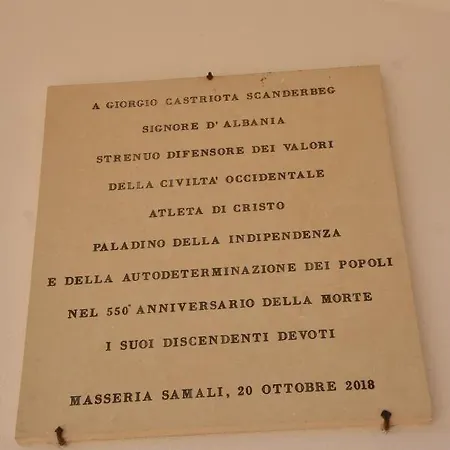 A GIORGIO CASTRIOTA SCANDERBEG
SIGNORE D'ALBANIA
STRENUO DIFENSORE DEI VALORI
DELLA CIVILTA' OCCIDENTALE
ATLETA DI CRISTO
PALADINO DELLA INDIPENDENZA
E DELLA AUTODETERMINAZIONE DEI POPOLI
NEL 550° ANNIVERSARIO DELLA MORTE
I SUOI DISCENDENTI DEVOTI
MASSERIA SAMALI, 20 OTTOBRE 2018